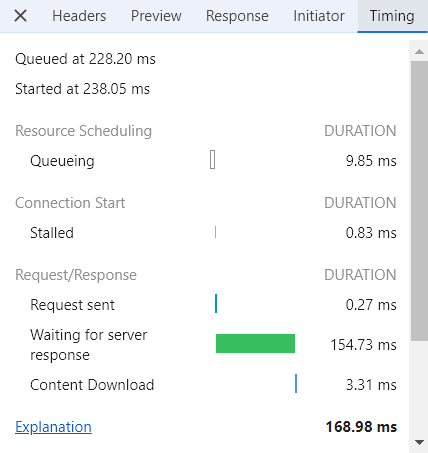 Headers Preview Response Initiator Timing
Queued at 228.20 ms
Started at 238.05 ms
Resource Scheduling DURATION
Queueing 9.85 ms
Connection Start DURATION
Stalled 0.83 ms
Request/Response DURATION
Request sent 0.27 ms
Waiting for server
response 154.73 ms
Content Download 3.31 ms
Explanation 168.98 ms